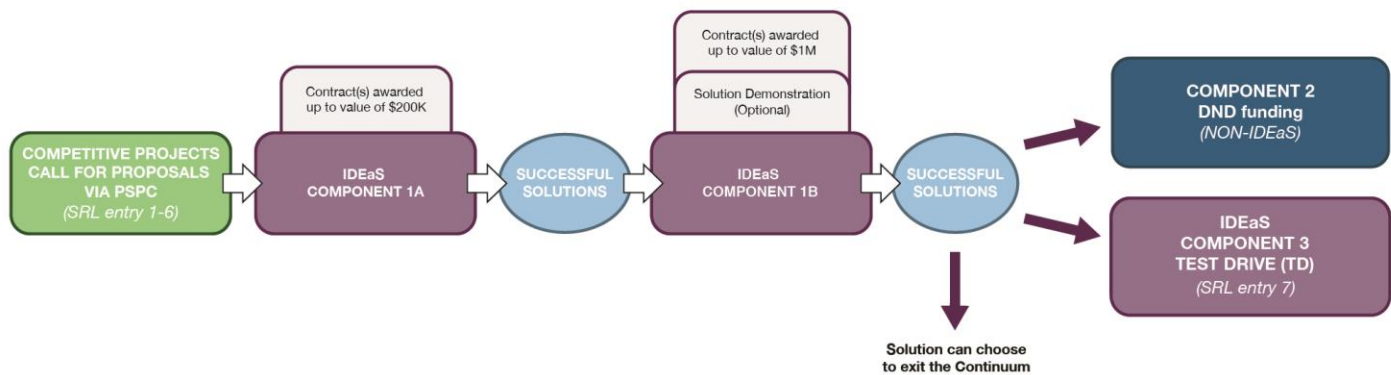 COMPETITIVE PROJECTS
CALL FOR PROPOSALS
VIA PSPC
(SRL entry 1-6)
Contract(s) awarded
up to value of $200K
IDEaS
COMPONENT 1A
SUCCESSFUL
SOLUTIONS
Contract(s) awarded
up to value of $1M
Solution Demonstration
(Optional)
IDEaS
COMPONENT 1B
SUCCESSFUL
SOLUTIONS
COMPONENT 2
DND funding
(NON-IDEaS)
IDEaS
COMPONENT 3
TEST DRIVE (TD)
(SRL entry 7)
Solution can choose
to exit the Continuum